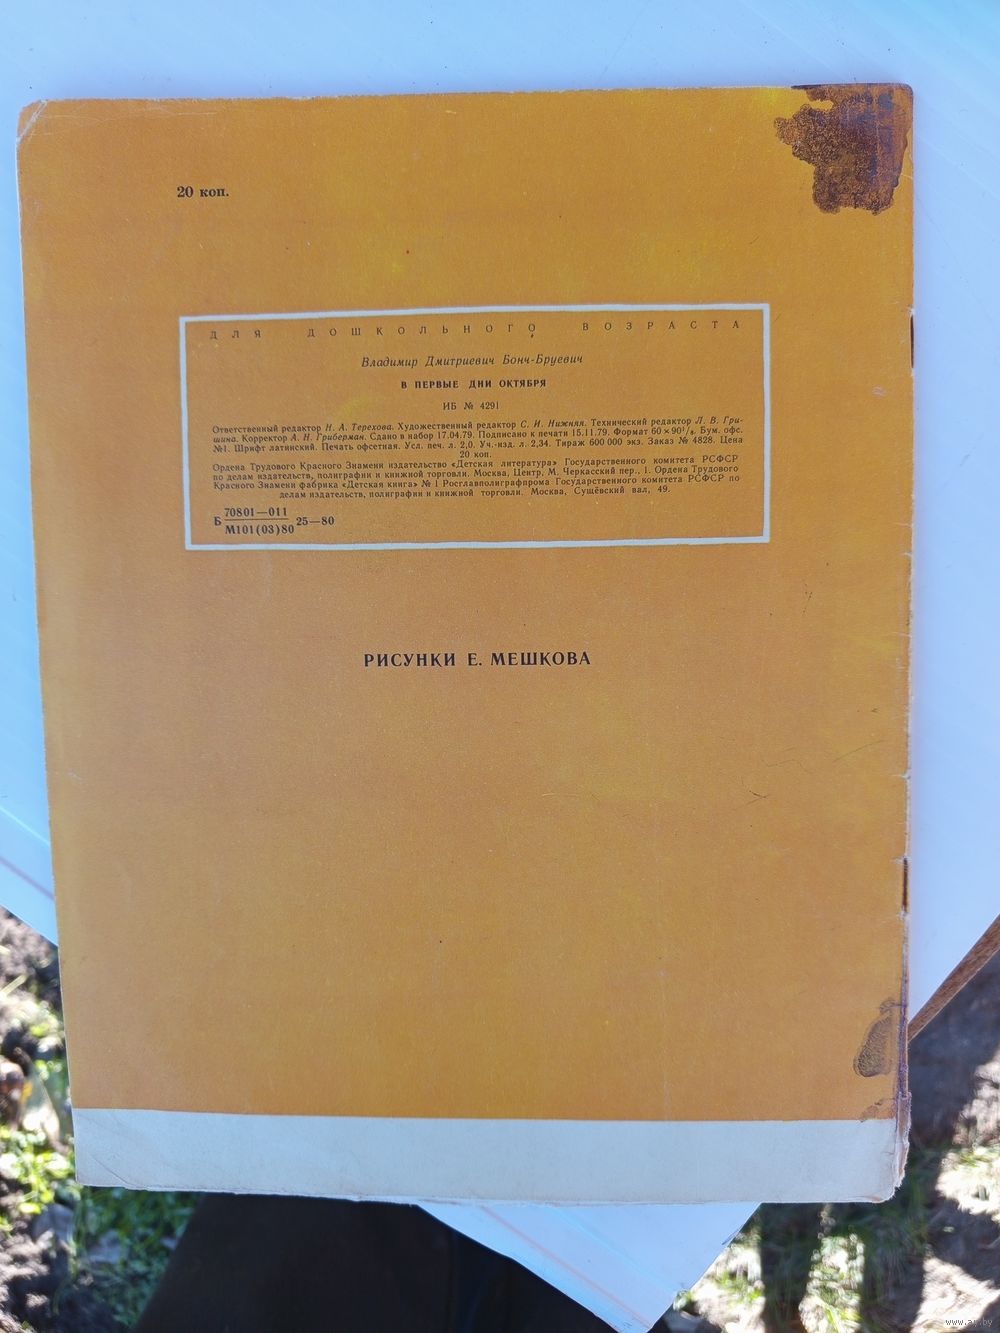 20 коп.
ДЛЯ ДОШКОЛЬНОГО ВОЗРАСТА
Владимир Дмитриевич Бонч-Бруевич
В ПЕРВЫЕ ДНИ ОКТЯБРЯ
ИБ № 4291
Ответственный редактор Н. А. Терехова. Художественный редактор С. И. Нижняя. Технический редактор Л. В. Гри-
шина. Корректор А. Н. Гриберман. Сдано в набор 17.04.79. Подписано к печати 15.11.79. Формат 60×90¹/₈. Бум. офс.
№1. Шрифт латинский. Печать офсетная. Усл. печ. л. 2,0. Уч.-изд. л. 2,34. Тираж 600 000 экз. Заказ № 4828. Цена
20 коп.
Ордена Трудового Красного Знамени издательство «Детская литература» Государственного комитета РСФСР
по делам издательств, полиграфии и книжной торговли. Москва, Центр, М. Черкасский пер., 1. Ордена Трудового
Красного Знамени фабрика «Детская книга» № 1 Росглавполиграфпрома Государственного комитета РСФСР по
делам издательств, полиграфии и книжной торговли. Москва, Сущёвский вал, 49.
Б 70801—011
М101(03)80 25—80
РИСУНКИ Е. МЕШКОВА
www.ay.by